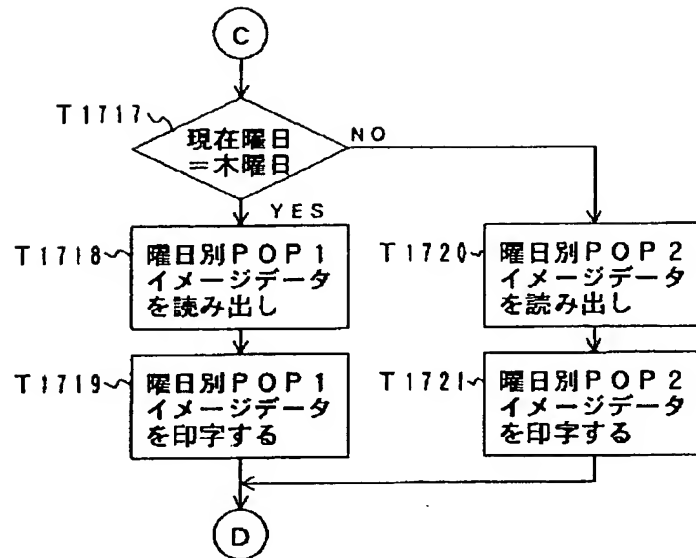 C
T1717
現在曜日
=木曜日
NO
YES
T1718
曜日別POP1
イメージデータ
を読み出し
T1720
曜日別POP2
イメージデータ
を読み出し
T1719
曜日別POP1
イメージデータ
を印字する
T1721
曜日別POP2
イメージデータ
を印字する
D